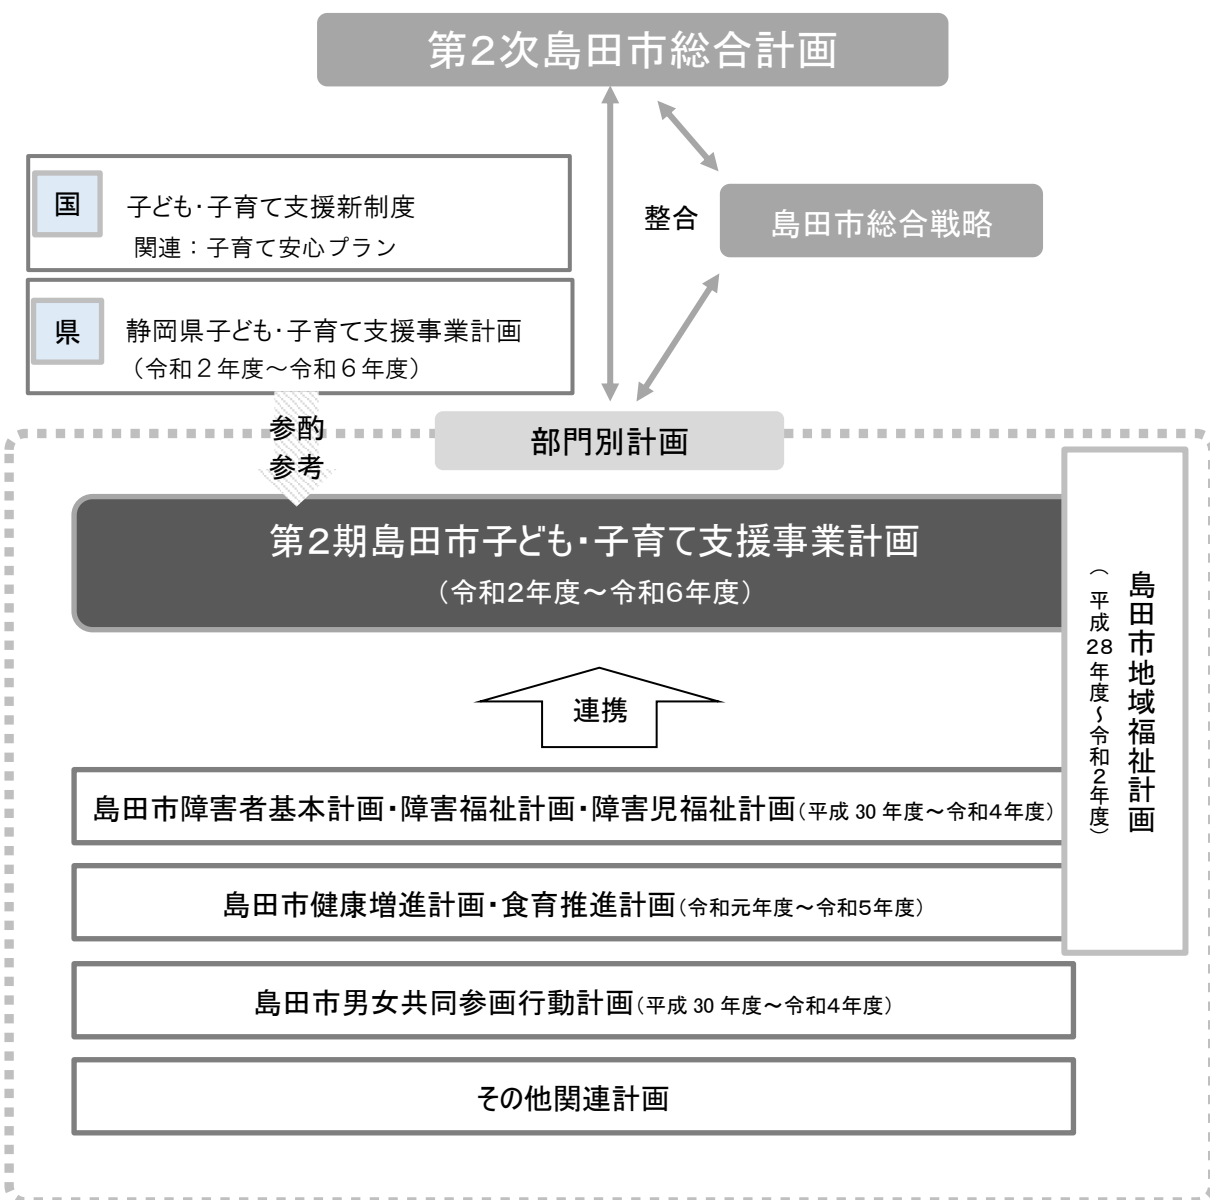 第2次島田市総合計画
国
子ども・子育て支援新制度
関連：子育て安心プラン
整合
島田市総合戦略
県
静岡県子ども・子育て支援事業計画
（令和２年度～令和６年度）
参酌
参考
部門別計画
第2期島田市子ども・子育て支援事業計画
（令和2年度～令和6年度）
島田市地域福祉計画
（平成28年度～令和2年度）
連携
島田市障害者基本計画・障害福祉計画・障害児福祉計画（平成 30 年度～令和4年度）
島田市健康増進計画・食育推進計画（令和元年度～令和5年度）
島田市男女共同参画行動計画（平成 30 年度～令和4年度）
その他関連計画